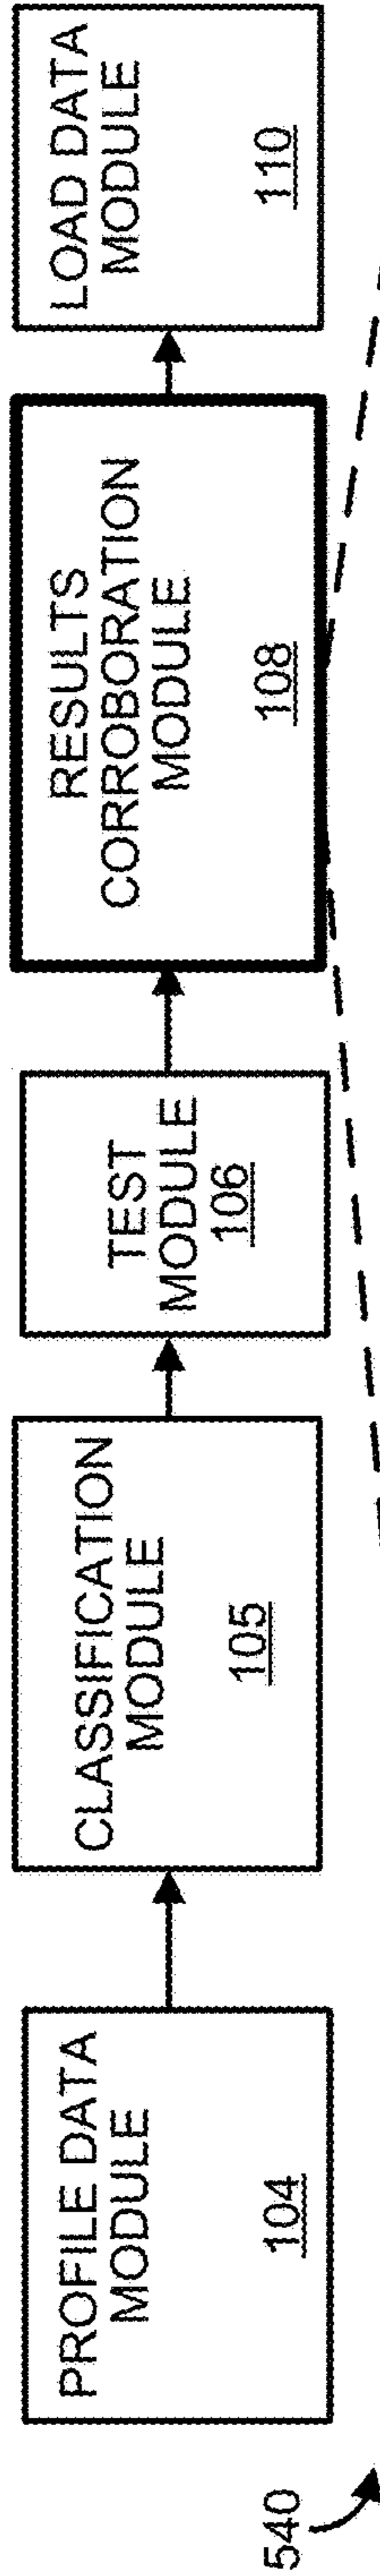 540
PROFILE DATA
MODULE
104
CLASSIFICATION
MODULE
105
TEST
MODULE
106
RESULTS
CORROBORATION
MODULE
108
LOAD DATA
MODULE
110